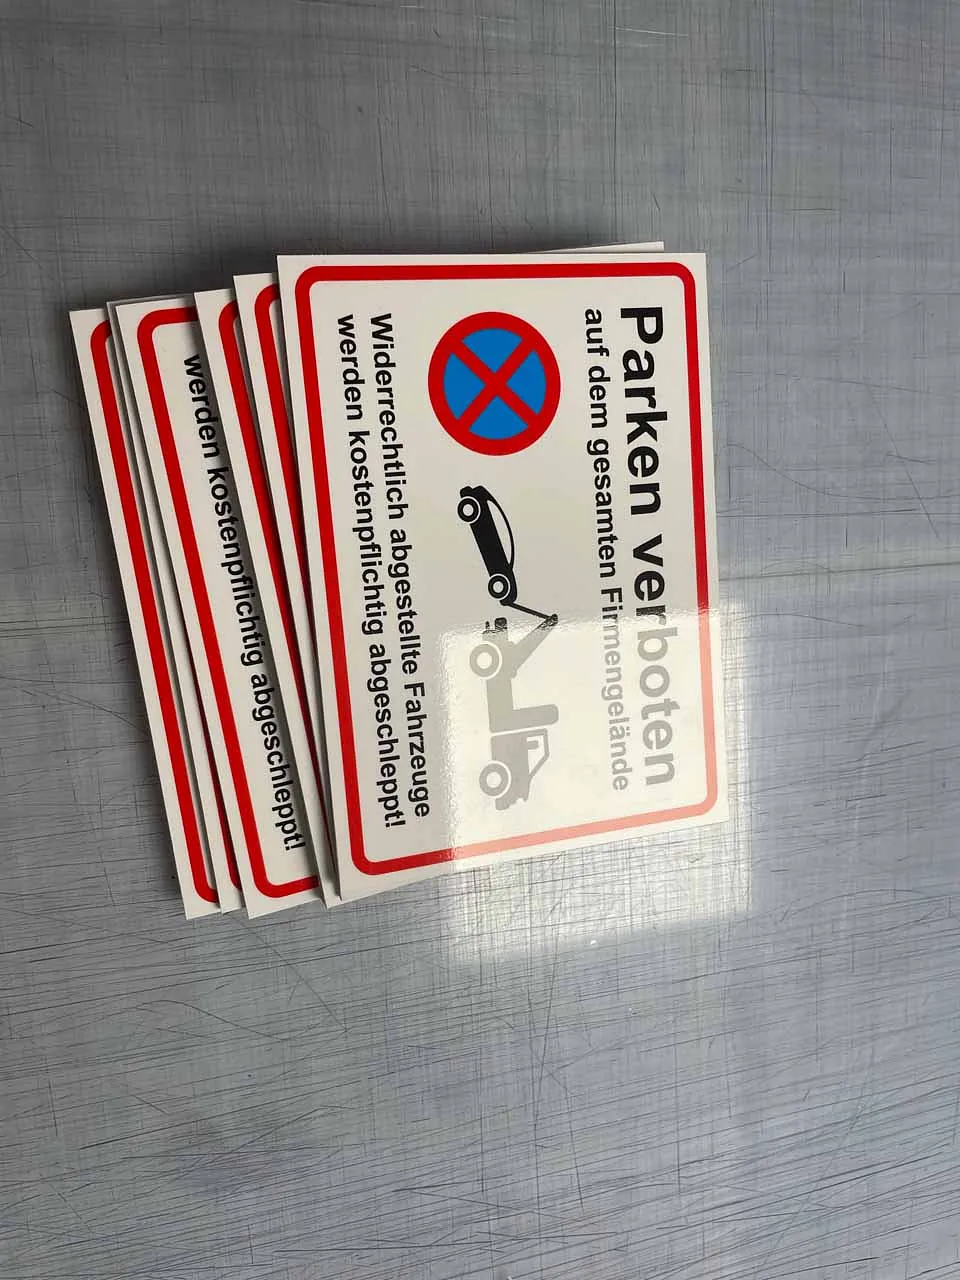 Parken verboten
auf dem gesamten Firmengelände
Widerrechtlich abgestellte Fahrzeuge
werden kostenpflichtig abgeschleppt!
werden kostenpflichtig abgeschleppt!